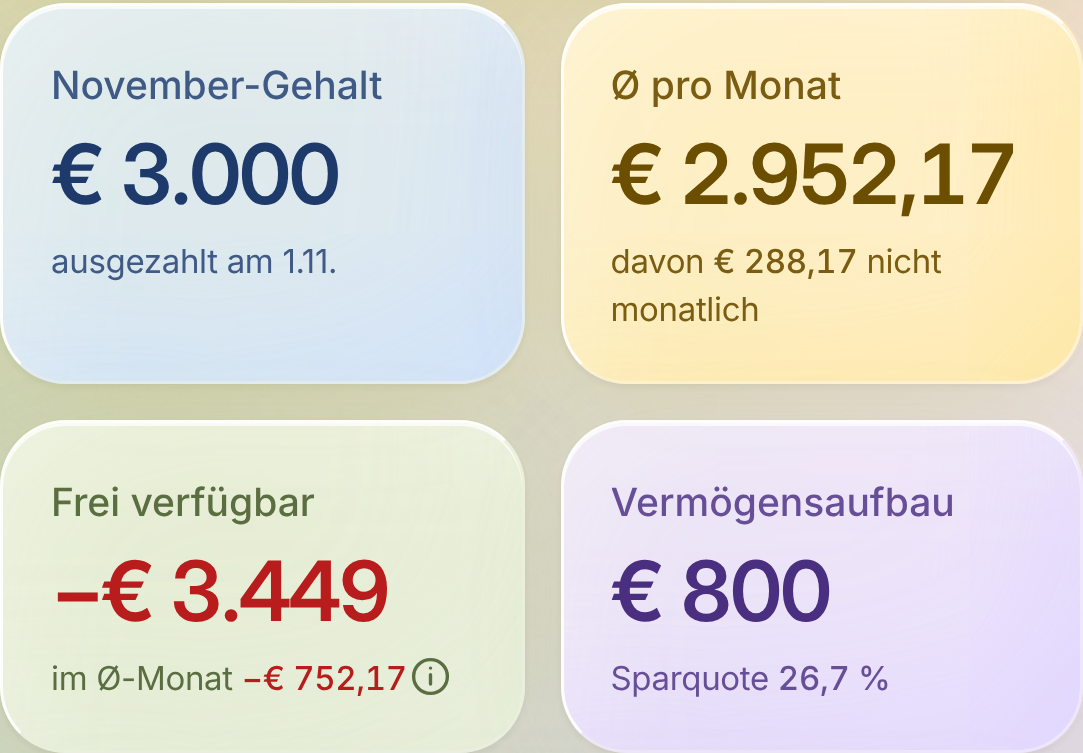 November-Gehalt
€ 3.000
ausgezahlt am 1.11.
Ø pro Monat
€ 2.952,17
davon € 288,17 nicht
monatlich
Frei verfügbar
–€ 3.449
im Ø-Monat –€ 752,17
Vermögensaufbau
€ 800
Sparquote 26,7 %